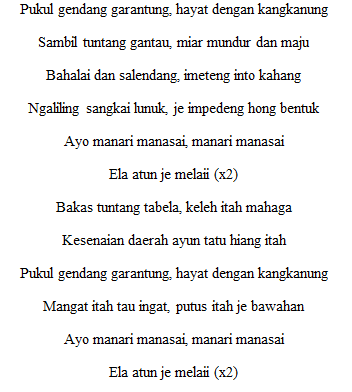 Pukul gendang garantung, hayat dengan kangkanung
Sambil tuntang gantau, miar mundur dan maju
Bahalai dan salendang, imeteng into kahang
Ngaliling sangkai lunuk, je impedeng hong bentuk
Ayo manari manasai, manari manasai
Ela atun je melaii (x2)
Bakas tuntang tabela, keleh itah mahaga
Kesenaian daerah ayun tatu hiang itah
Pukul gendang garantung, hayat dengan kangkanung
Mangat itah tau ingat, putus itah je bawahan
Ayo manari manasai, manari manasai
Ela atun je melaii (x2)